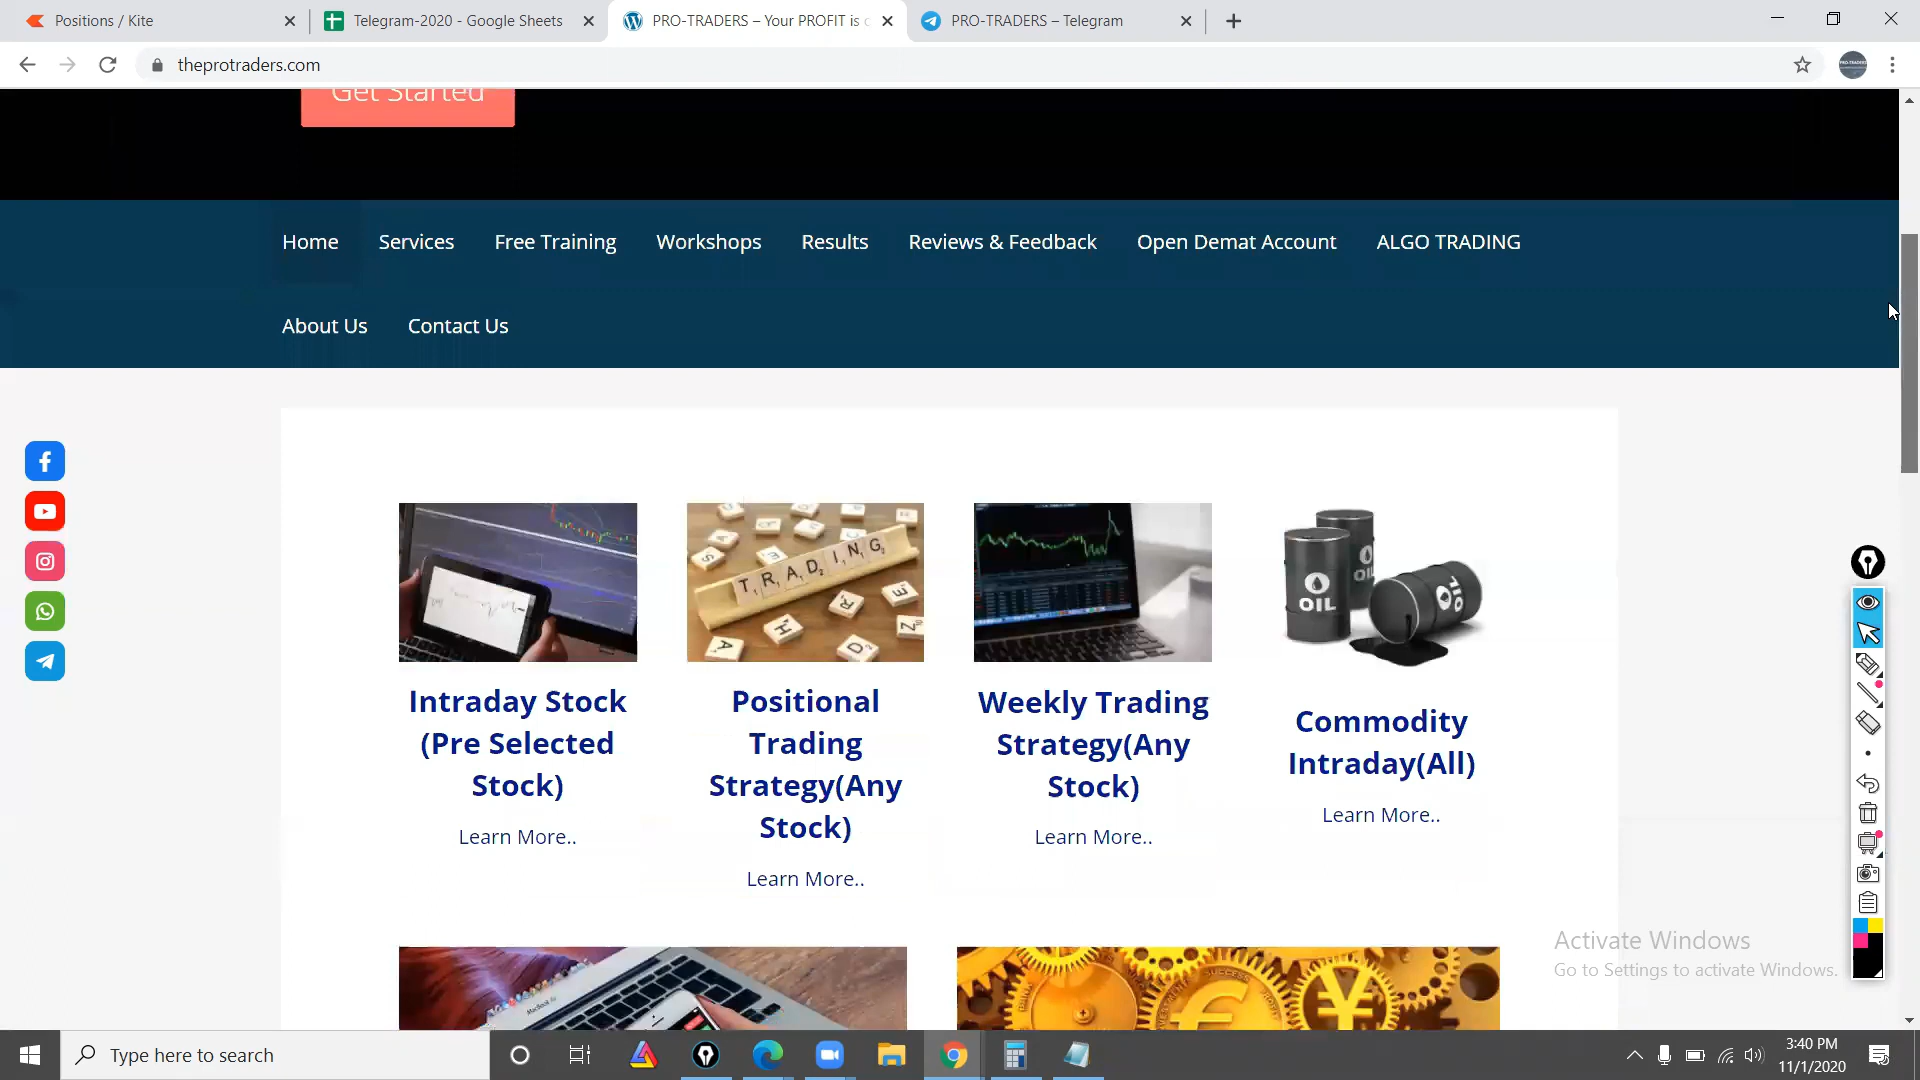 Positions / Kite
Telegram-2020 - Google Sheets
PRO-TRADERS – Your PROFIT is
PRO-TRADERS – Telegram
theprotraders.com
Get Started
Home Services Free Training Workshops Results Reviews & Feedback Open Demat Account ALGO TRADING
About Us Contact Us
TRADING
OIL
OIL
Intraday Stock
(Pre Selected
Stock)
Learn More..
Positional
Trading
Strategy(Any
Stock)
Learn More..
Weekly Trading
Strategy(Any
Stock)
Learn More..
Commodity
Intraday(All)
Learn More..
MacBook Air
SUCCESS
Activate Windows
Go to Settings to activate Windows.
Type here to search
3:40 PM
11/1/2020